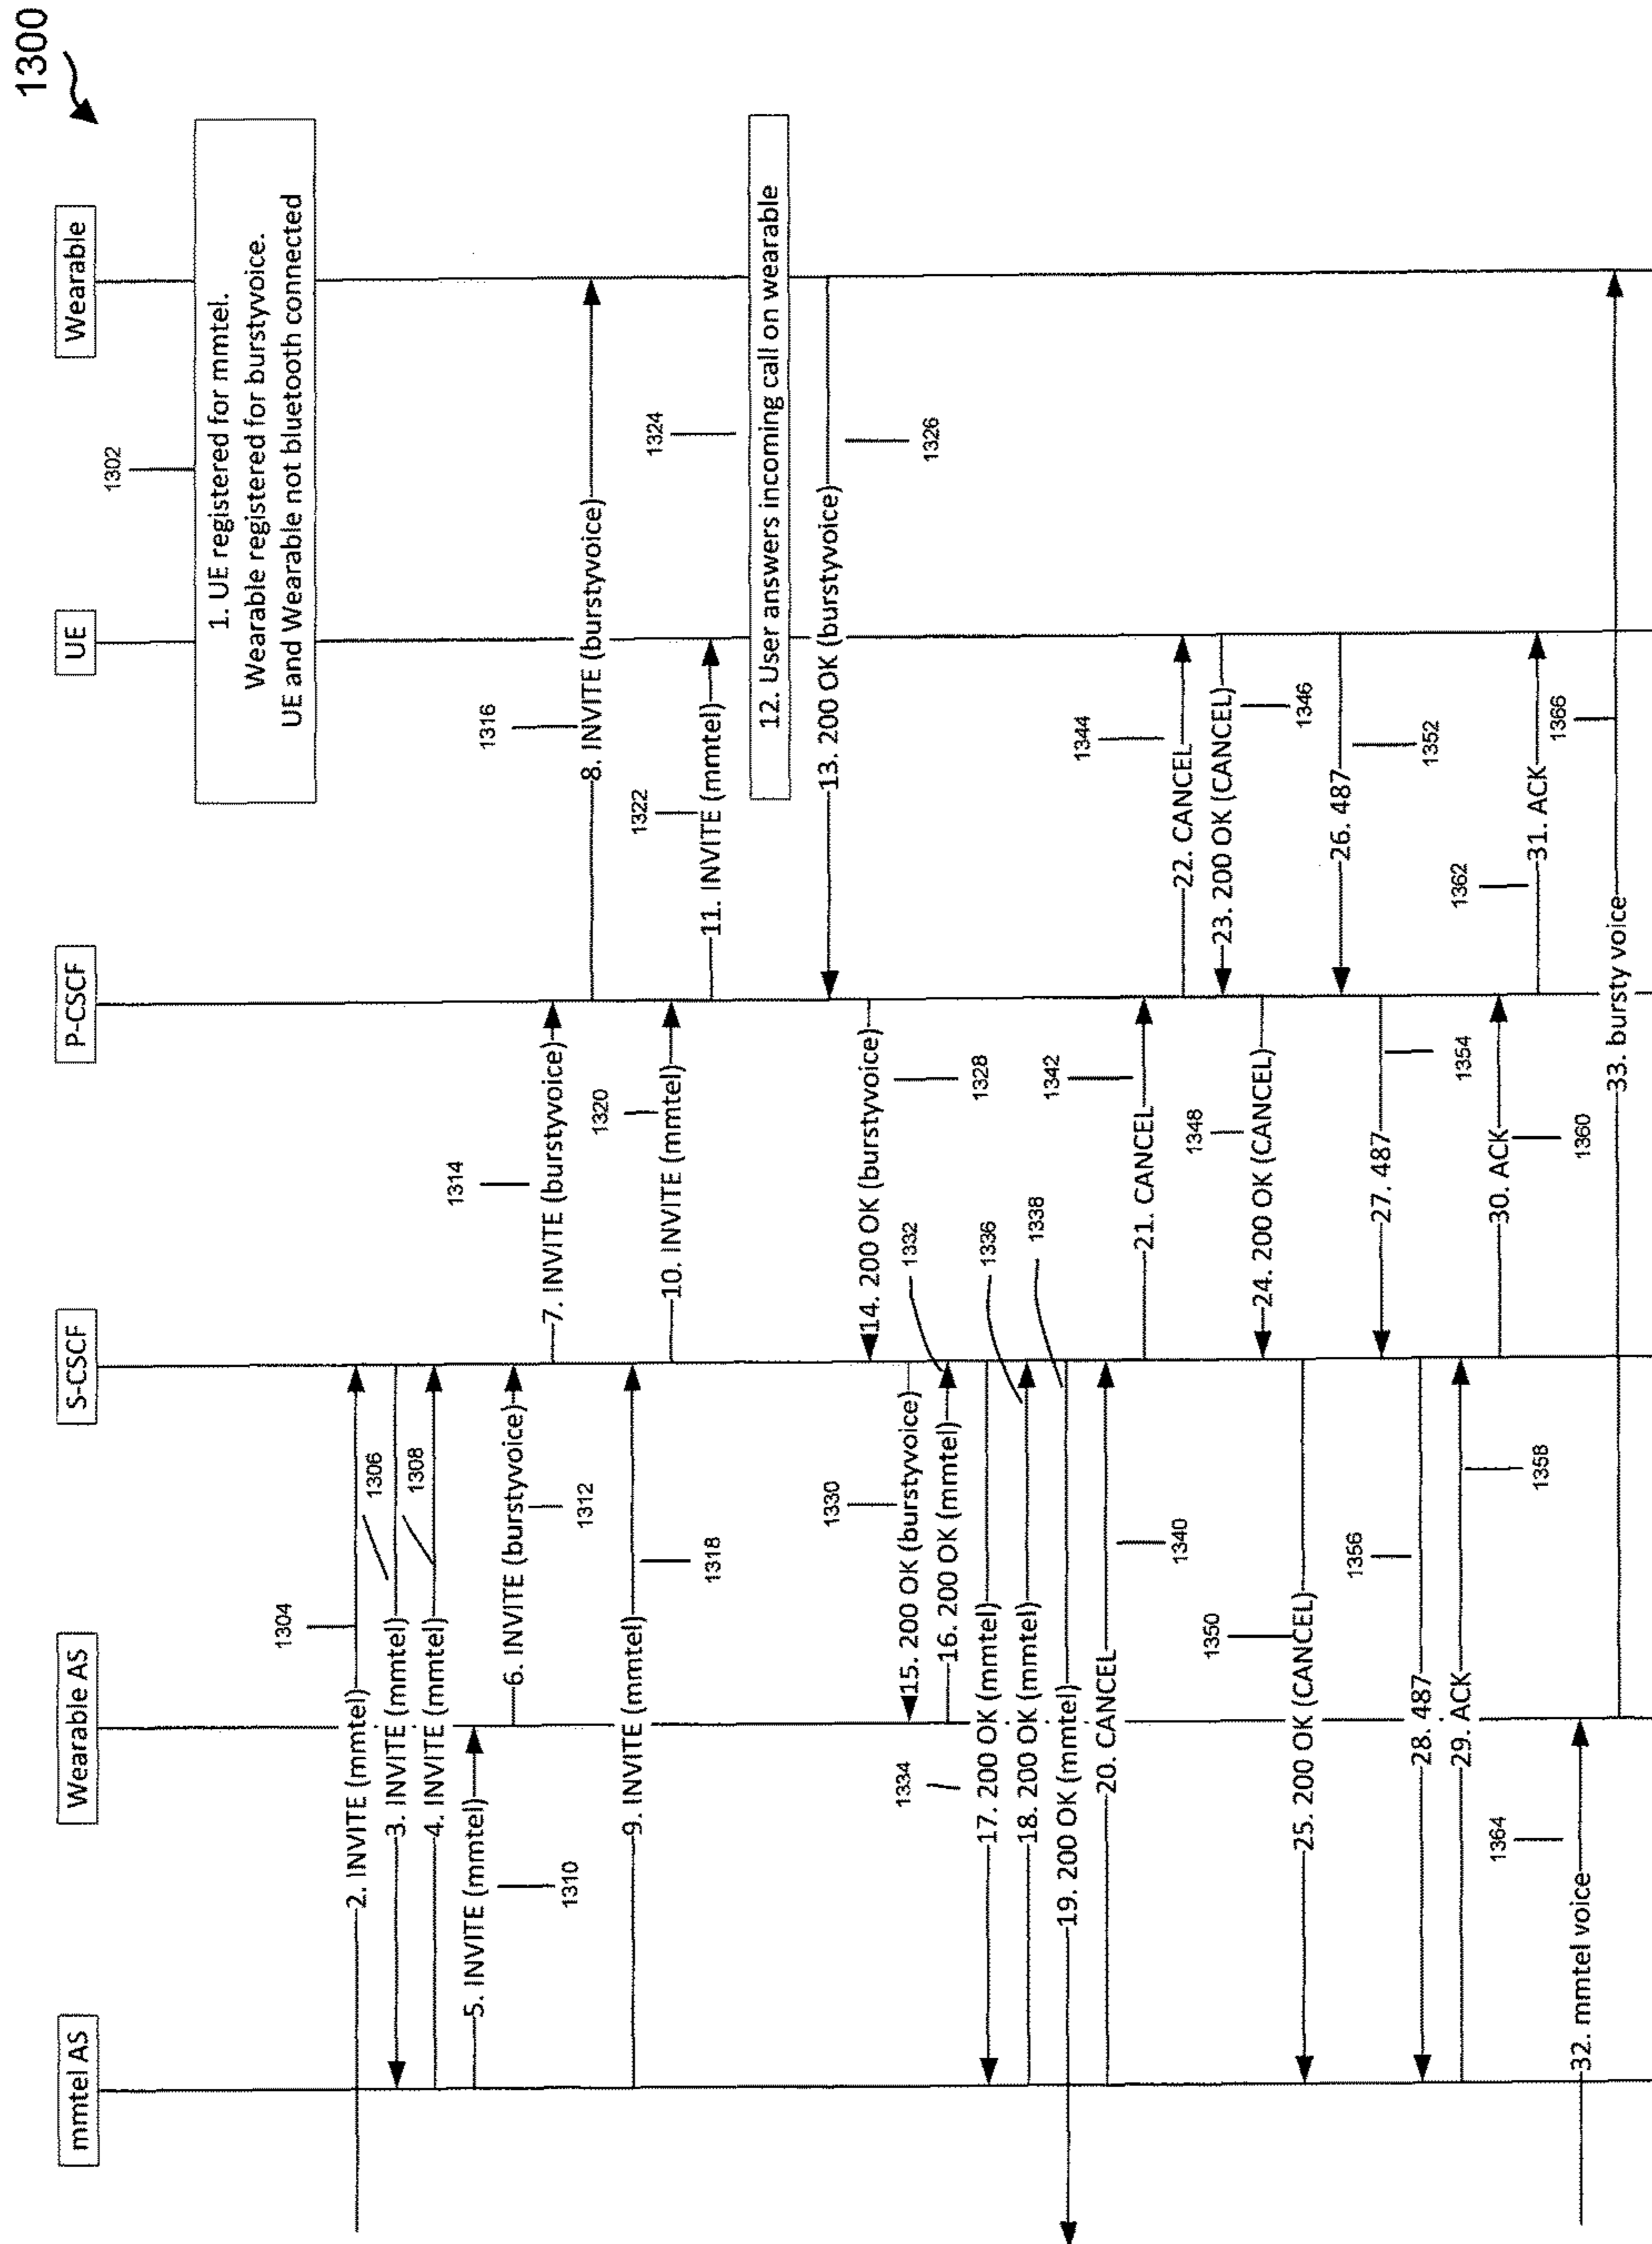 1300
mmtel AS
Wearable AS
S-CSCF
P-CSCF
UE
Wearable
1302
1. UE registered for mmtel.
Wearable registered for burstyvoice.
UE and Wearable not bluetooth connected
1304
2. INVITE (mmtel)
1306
3. INVITE (mmtel)
1308
4. INVITE (mmtel)
5. INVITE (mmtel)
1310
6. INVITE (burstyvoice)
1312
1314
7. INVITE (burstyvoice)
1316
8. INVITE (burstyvoice)
9. INVITE (mmtel)
1318
1320
10. INVITE (mmtel)
1322
11. INVITE (mmtel)
1324
12. User answers incoming call on wearable
13. 200 OK (burstyvoice)
1326
14. 200 OK (burstyvoice)
1328
1330
15. 200 OK (burstyvoice)
1332
16. 200 OK (mmtel)
1334
17. 200 OK (mmtel)
1336
18. 200 OK (mmtel)
1338
19. 200 OK (mmtel)
20. CANCEL
1340
1342
21. CANCEL
1344
22. CANCEL
23. 200 OK (CANCEL)
1346
1348
24. 200 OK (CANCEL)
1350
25. 200 OK (CANCEL)
26. 487
1352
27. 487
1354
1356
28. 487
29. ACK
1358
30. ACK
1360
1362
31. ACK
1364
32. mmtel voice
1366
33. bursty voice